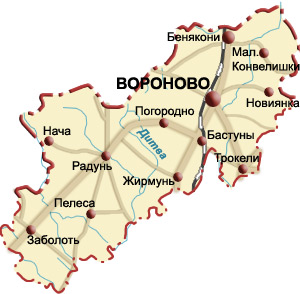 Бенякони
Мал.
Конвелишки
ВОРОНОВО
Новиянка
Погородно
Дитва
Бастуны
Нача
Трокели
Радунь
Жирмунь
Пелеса
Заболоть